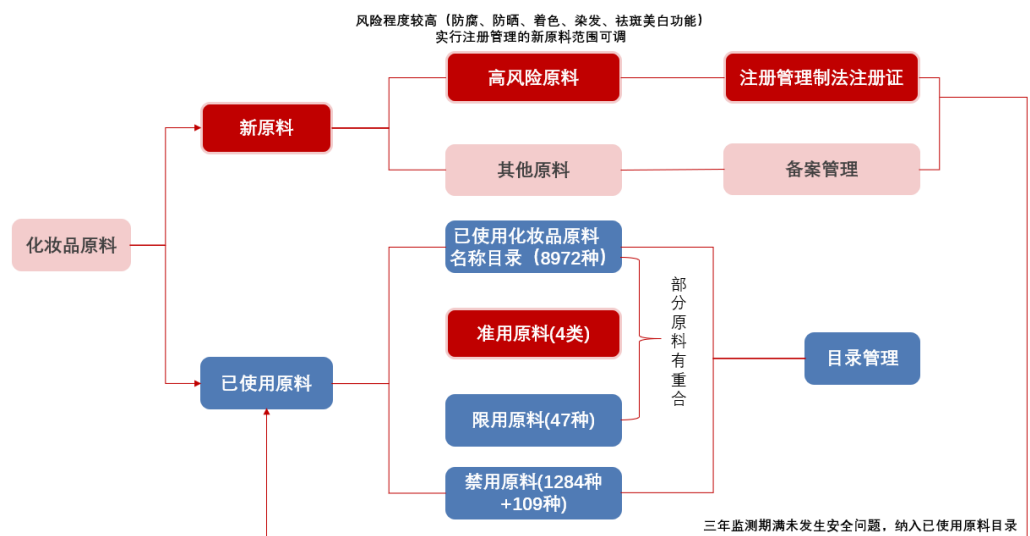 风险程度较高（防腐、防晒、着色、染发、祛斑美白功能）
实行注册管理的新原料范围可调
高风险原料
注册管理制法注册证
新原料
其他原料
备案管理
化妆品原料
已使用化妆品原料
名称目录（8972种）
部分原料有重合
准用原料(4类)
目录管理
已使用原料
限用原料(47种)
禁用原料(1284种
+109种)
三年监测期满未发生安全问题，纳入已使用原料目录